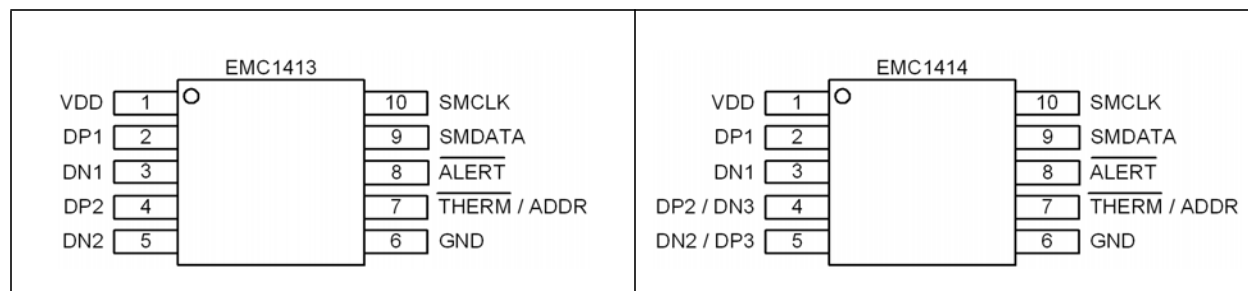 EMC1413
VDD 1 10 SMCLK
DP1 2 9 SMDATA
DN1 3 8 ALERT
DP2 4 7 THERM / ADDR
DN2 5 6 GND
EMC1414
VDD 1 10 SMCLK
DP1 2 9 SMDATA
DN1 3 8 ALERT
DP2 / DN3 4 7 THERM / ADDR
DN2 / DP3 5 6 GND